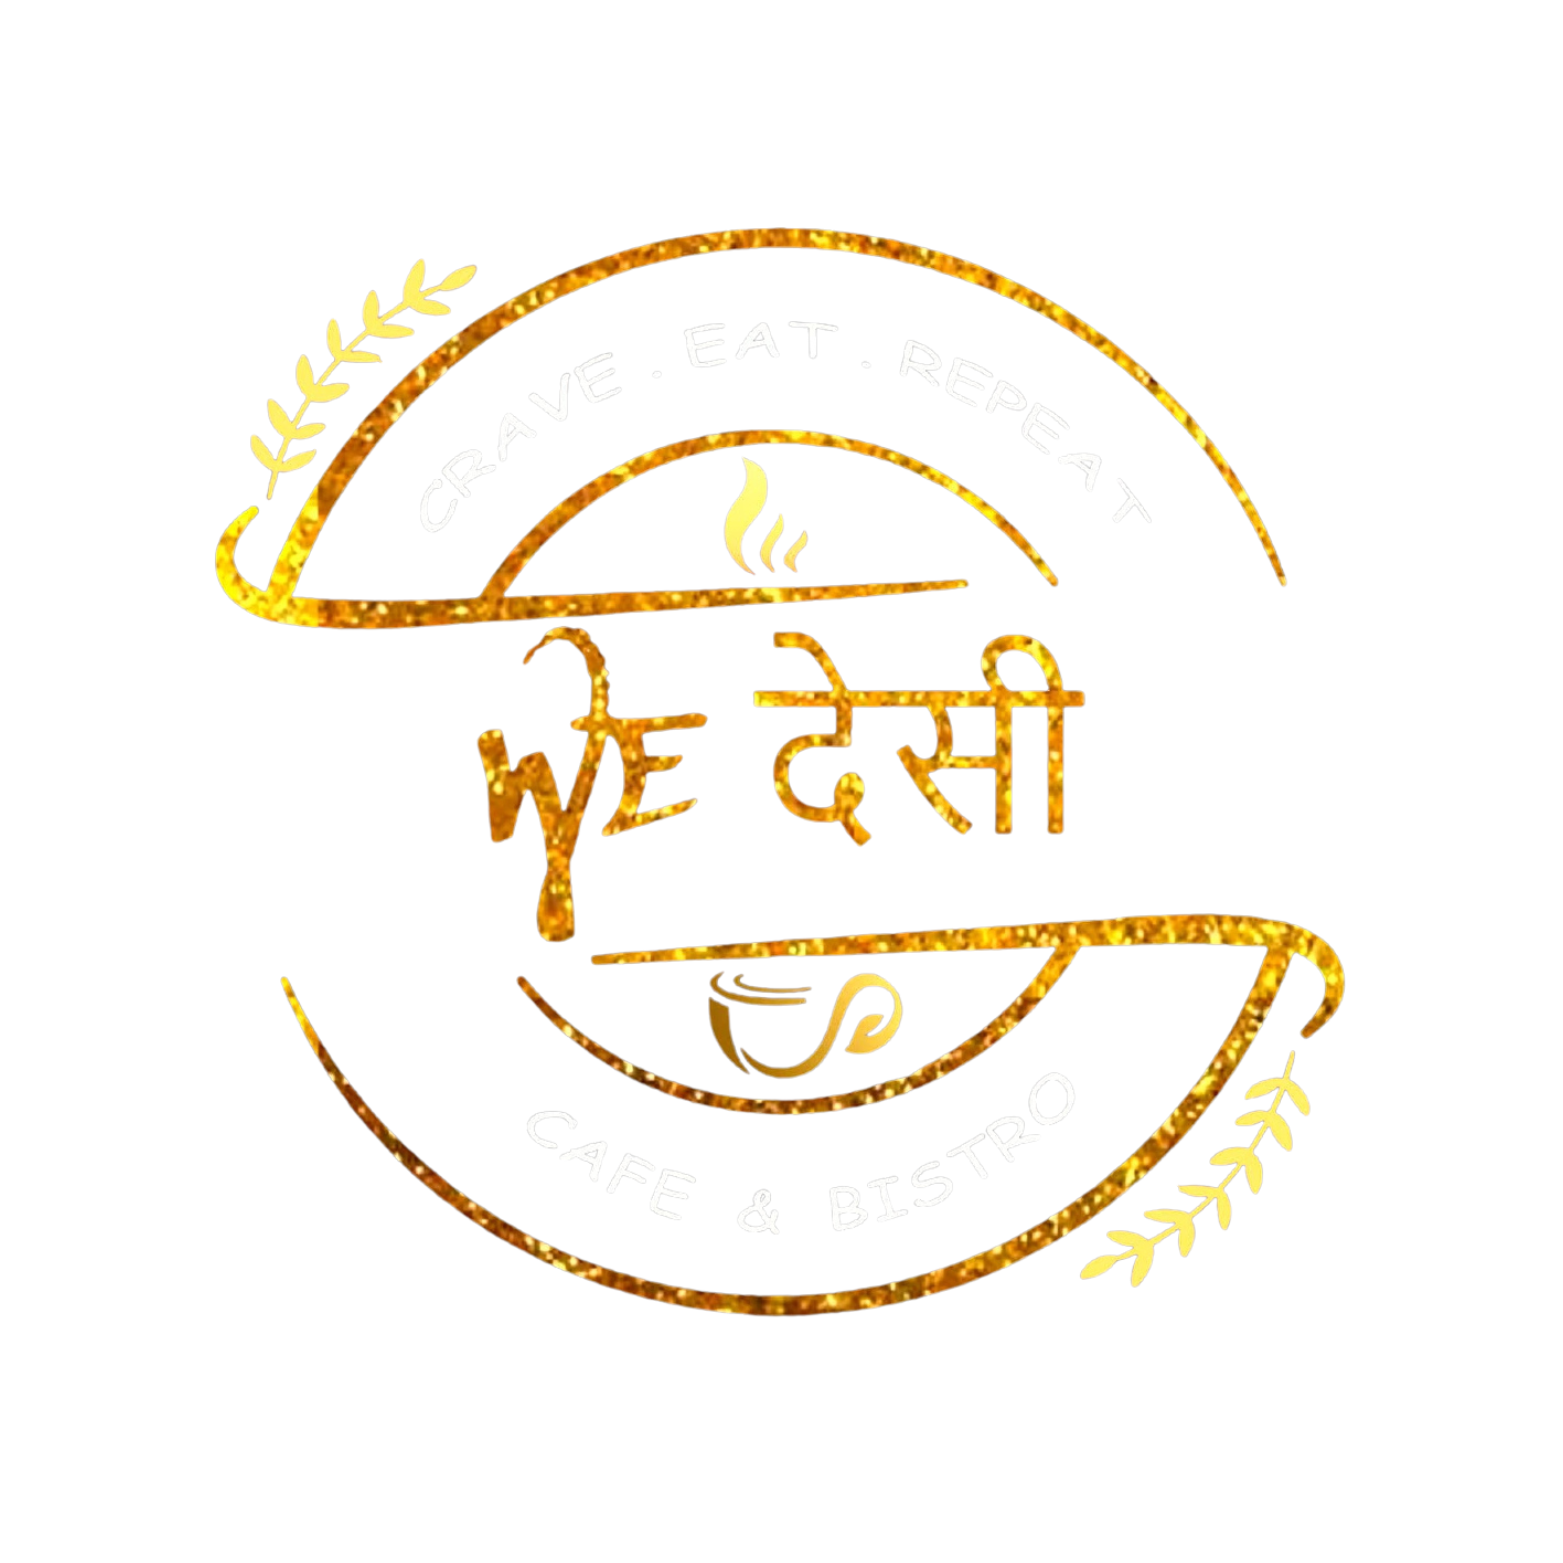 CRAVE . EAT . REPEAT
WE देसी
CAFE & BISTRO